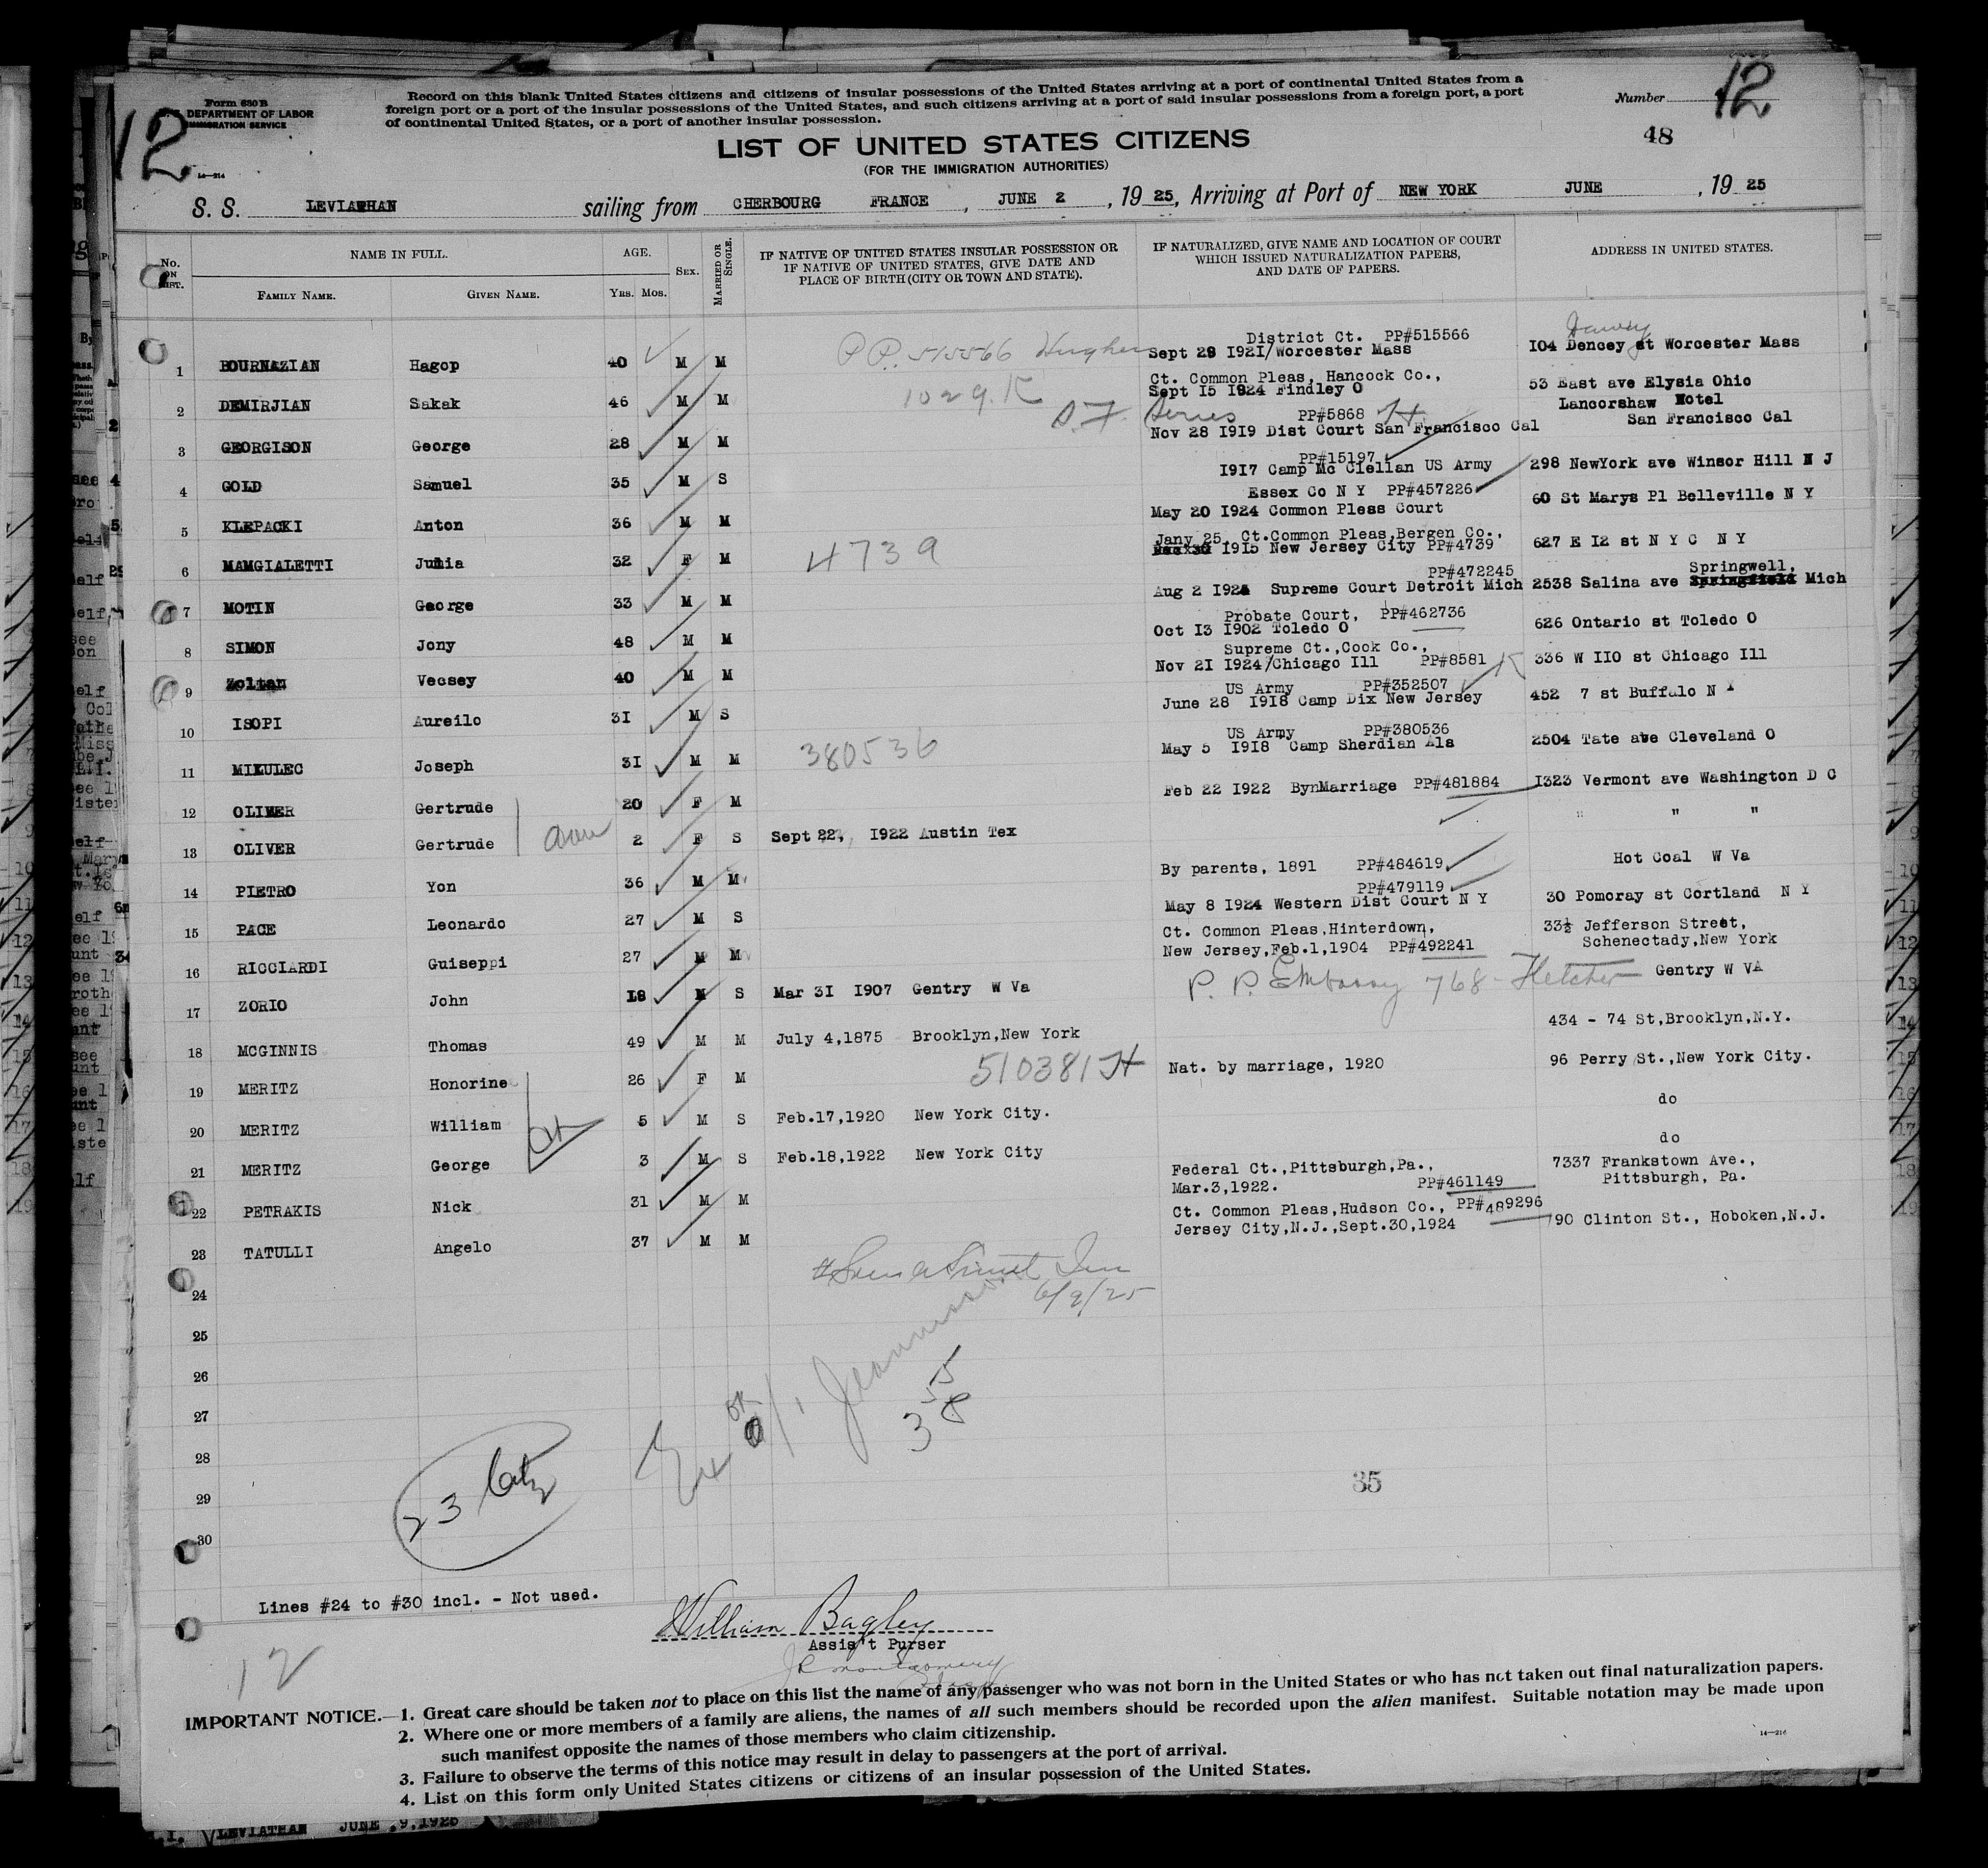 12
Form 630 B
DEPARTMENT OF LABOR
IMMIGRATION SERVICE
14—214
Record on this blank United States citizens and citizens of insular possessions of the United States arriving at a port of continental United States from a
foreign port or a port of the insular possessions of the United States, and such citizens arriving at a port of said insular possessions from a foreign port, a port
of continental United States, or a port of another insular possession.
Number 12
48
LIST OF UNITED STATES CITIZENS
(FOR THE IMMIGRATION AUTHORITIES)
S. S. LEVIATHAN sailing from CHERBOURG FRANCE, JUNE 2, 19 25, Arriving at Port of NEW YORK JUNE, 19 25
No. ON LIST. NAME IN FULL. FAMILY NAME. GIVEN NAME. AGE. YRS. MOS. SEX. MARRIED OR SINGLE.
IF NATIVE OF UNITED STATES INSULAR POSSESSION OR
IF NATIVE OF UNITED STATES, GIVE DATE AND
PLACE OF BIRTH (CITY OR TOWN AND STATE).
IF NATURALIZED, GIVE NAME AND LOCATION OF COURT
WHICH ISSUED NATURALIZATION PAPERS,
AND DATE OF PAPERS.
ADDRESS IN UNITED STATES.
District Ct. PP#515566
1 BOURNAZIAN Hagop 40 M M PP. 515566 Hughes Sept 28 1921/Worcester Mass 104 Dencey st Worcester Mass
Ct. Common Pleas, Hancock Co.,
2 DEMIRJIAN Sakak 46 M M 1029. K Sept 15 1924 Findley O 53 East ave Elysia Ohio
S.F. Series PP#5868 Lancorshaw Hotel
3 GEORGISON George 28 M M Nov 28 1919 Dist Court San Francisco Cal San Francisco Cal
PP#15197
4 GOLD Samuel 35 M S 1917 Camp Mc Clellan US Army 298 NewYork ave Winsor Hill N J
Essex Co N Y PP#457226
5 KLEPACKI Anton 36 M M May 20 1924 Common Pleas Court 60 St Marys Pl Belleville N Y
Jany 25, Ct.Common Pleas,Bergen Co.,
6 MAMGIALETTI Julia 32 F M 4739 1915 New Jersey City PP#4739 627 E 12 st N Y C N Y
PP#472245 Springwell,
7 MOTIN George 33 M M Aug 2 1924 Supreme Court Detroit Mich 2538 Salina ave Springfield Mich
Probate Court, PP#462736
8 SIMON Jony 48 M M Oct 13 1902 Toledo O 626 Ontario st Toledo O
Supreme Ct.,Cook Co.,
9 Zoltan Vecsey 40 M M Nov 21 1924/Chicago Ill PP#8581 K 336 W 110 st Chicago Ill
US Army PP#352507
10 ISOPI Aureilo 31 M S June 28 1918 Camp Dix New Jersey 452 7 st Buffalo N Y
US Army PP#380536
11 MIKULEC Joseph 31 M M 380536 May 5 1918 Camp Sherdian Ala 2504 Tate ave Cleveland O
12 OLIVER Gertrude 20 F M Feb 22 1922 BynMarriage PP#481884 1323 Vermont ave Washington D C
13 OLIVER Gertrude 2 F S Sept 22, 1922 Austin Tex " " "
14 PIETRO Yon 36 M M By parents, 1891 PP#484619 Hot Coal W Va
PP#479119
15 PACE Leonardo 27 M S May 8 1924 Western Dist Court N Y 30 Pomoray st Cortland N Y
Ct. Common Pleas,Hinterdown, 33½ Jefferson Street,
16 RICCIARDI Guiseppi 27 M M New Jersey,Feb.1,1904 PP#492241 Schenectady,New York
17 ZORIO John 18 M S Mar 31 1907 Gentry W Va P. P. Embassy 768 - Fletcher Gentry W VA
18 MCGINNIS Thomas 49 M M July 4,1875 Brooklyn,New York 434 - 74 St,Brooklyn,N.Y.
19 MERITZ Honorine 26 F M 510381 H Nat. by marriage, 1920 96 Perry St.,New York City.
20 MERITZ William 5 M S Feb.17,1920 New York City. do
21 MERITZ George 3 M S Feb.18,1922 New York City do
Federal Ct.,Pittsburgh,Pa., 7337 Frankstown Ave.,
22 PETRAKIS Nick 31 M M Mar.3,1922. PP#461149 Pittsburgh, Pa.
Ct. Common Pleas,Hudson Co., PP#489296
23 TATULLI Angelo 37 M M Jersey City,N.J.,Sept.30,1924 790 Clinton St., Hoboken,N.J.
24
6/9/25
25
26
27
28
29
30
35
23
Lines #24 to #30 incl. - Not used.
William Bagley
Assis't Purser
J R Montgomery
12
IMPORTANT NOTICE.—1. Great care should be taken not to place on this list the name of any passenger who was not born in the United States or who has not taken out final naturalization papers.
2. Where one or more members of a family are aliens, the names of all such members should be recorded upon the alien manifest. Suitable notation may be made upon
such manifest opposite the names of those members who claim citizenship.
3. Failure to observe the terms of this notice may result in delay to passengers at the port of arrival.
4. List on this form only United States citizens or citizens of an insular possession of the United States.
14—214
LEVIATHAN JUNE 9,1925